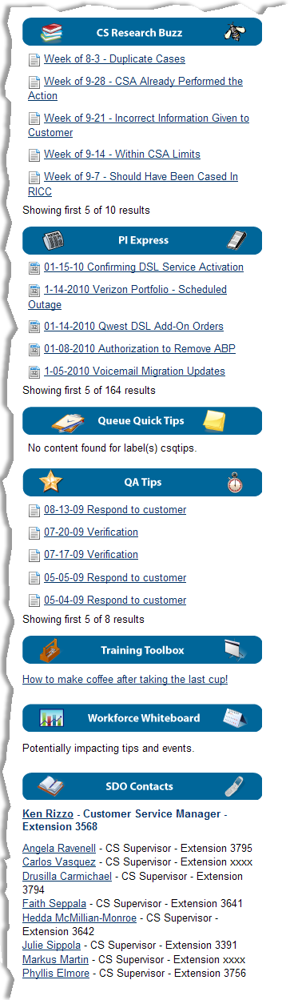 CS Research Buzz
Week of 8-3 - Duplicate Cases
Week of 9-28 - CSA Already Performed the
Action
Week of 9-21 - Incorrect Information Given to
Customer
Week of 9-14 - Within CSA Limits
Week of 9-7 - Should Have Been Cased In
RICC
Showing first 5 of 10 results
PI Express
01-15-10 Confirming DSL Service Activation
1-14-2010 Verizon Portfolio - Scheduled
Outage
01-14-2010 Qwest DSL Add-On Orders
01-08-2010 Authorization to Remove ABP
1-05-2010 Voicemail Migration Updates
Showing first 5 of 164 results
Queue Quick Tips
No content found for label(s) csqtips.
QA Tips
08-13-09 Respond to customer
07-20-09 Verification
07-17-09 Verification
05-05-09 Respond to customer
05-04-09 Respond to customer
Showing first 5 of 8 results
Training Toolbox
How to make coffee after taking the last cup!
Workforce Whiteboard
Potentially impacting tips and events.
SDO Contacts
Ken Rizzo - Customer Service Manager -
Extension 3568
Angela Ravenell - CS Supervisor - Extension 3795
Carlos Vasquez - CS Supervisor - Extension xxxx
Drusilla Carmichael - CS Supervisor - Extension
3794
Faith Seppala - CS Supervisor - Extension 3641
Hedda McMillian-Monroe - CS Supervisor -
Extension 3642
Julie Sippola - CS Supervisor - Extension 3391
Markus Martin - CS Supervisor - Extension xxxx
Phyllis Elmore - CS Supervisor - Extension 3756